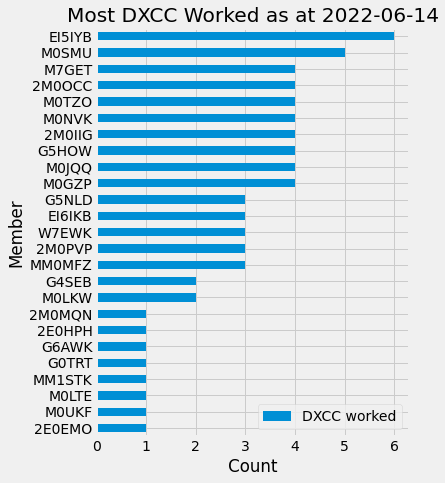 Most DXCC Worked as at 2022-06-14
Member
EI5IYB
M0SMU
M7GET
2M0OCC
M0TZO
M0NVK
2M0IIG
G5HOW
M0JQQ
M0GZP
G5NLD
EI6IKB
W7EWK
2M0PVP
MM0MFZ
G4SEB
M0LKW
2M0MQN
2E0HPH
G6AWK
G0TRT
MM1STK
M0LTE
M0UKF
2E0EMO
DXCC worked
0 1 2 3 4 5 6
Count